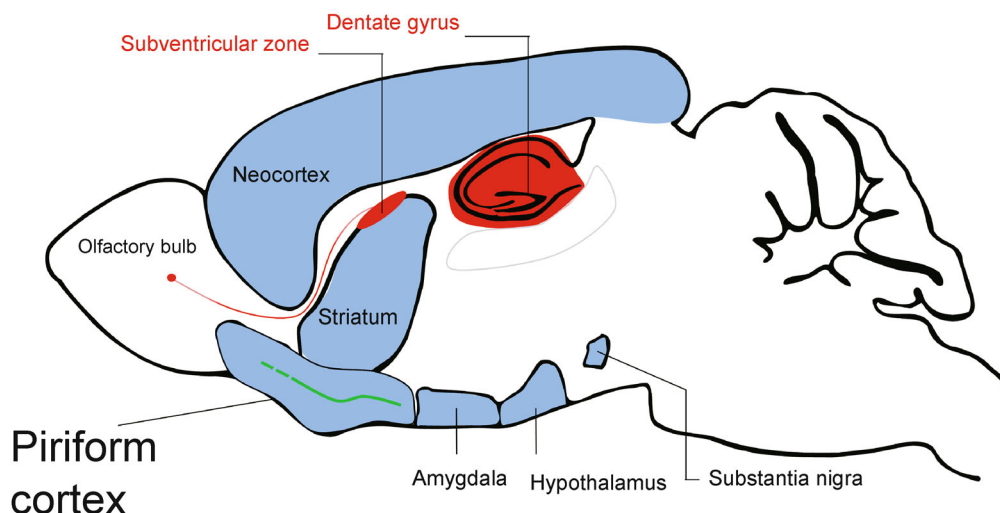 Dentate gyrus
Subventricular zone
Neocortex
Olfactory bulb
Striatum
Piriform
cortex
Amygdala
Hypothalamus
Substantia nigra